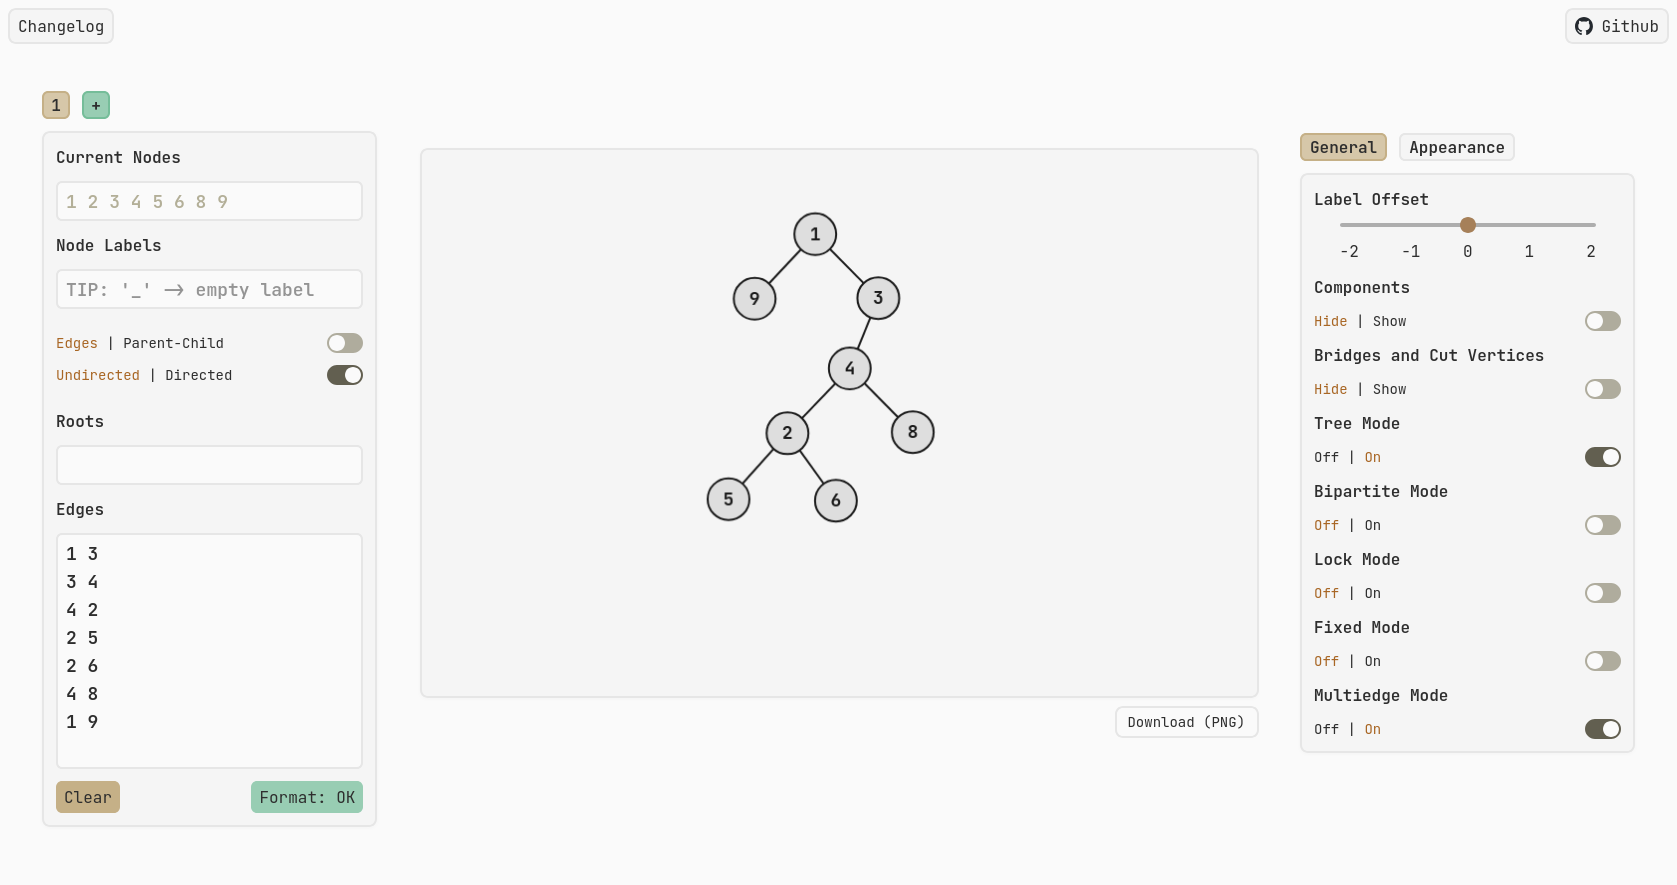 Changelog
Github
1 +
Current Nodes
1 2 3 4 5 6 8 9
Node Labels
TIP: '_' -> empty label
Edges | Parent-Child
Undirected | Directed
Roots
Edges
1 3
3 4
4 2
2 5
2 6
4 8
1 9
Clear
Format: OK
1
9
3
4
2
8
5
6
Download (PNG)
General
Appearance
Label Offset
-2 -1 0 1 2
Components
Hide | Show
Bridges and Cut Vertices
Hide | Show
Tree Mode
Off | On
Bipartite Mode
Off | On
Lock Mode
Off | On
Fixed Mode
Off | On
Multiedge Mode
Off | On